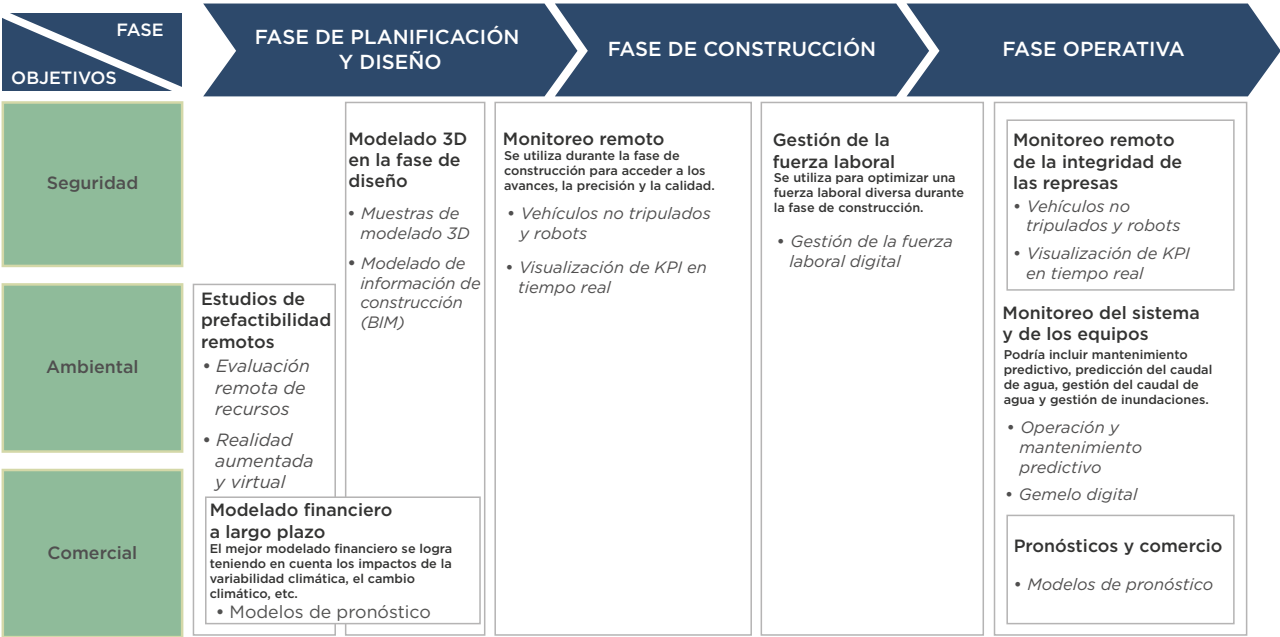 FASE
OBJETIVOS
FASE DE PLANIFICACIÓN
Y DISEÑO
FASE DE CONSTRUCCIÓN
FASE OPERATIVA
Seguridad
Ambiental
Comercial
Estudios de
prefactibilidad
remotos
• Evaluación
remota de
recursos
• Realidad
aumentada
y virtual
Modelado 3D
en la fase de
diseño
• Muestras de
modelado 3D
• Modelado de
información de
construcción
(BIM)
Modelado financiero
a largo plazo
El mejor modelado financiero se logra
teniendo en cuenta los impactos de la
variabilidad climática, el cambio
climático, etc.
• Modelos de pronóstico
Monitoreo remoto
Se utiliza durante la fase de
construcción para acceder a los
avances, la precisión y la calidad.
• Vehículos no tripulados
y robots
• Visualización de KPI en
tiempo real
Gestión de la
fuerza laboral
Se utiliza para optimizar una
fuerza laboral diversa durante
la fase de construcción.
• Gestión de la fuerza
laboral digital
Monitoreo remoto
de la integridad de
las represas
• Vehículos no
tripulados y robots
• Visualización de KPI
en tiempo real
Monitoreo del sistema
y de los equipos
Podría incluir mantenimiento
predictivo, predicción del caudal
de agua, gestión del caudal de
agua y gestión de inundaciones.
• Operación y
mantenimiento
predictivo
• Gemelo digital
Pronósticos y comercio
• Modelos de pronóstico